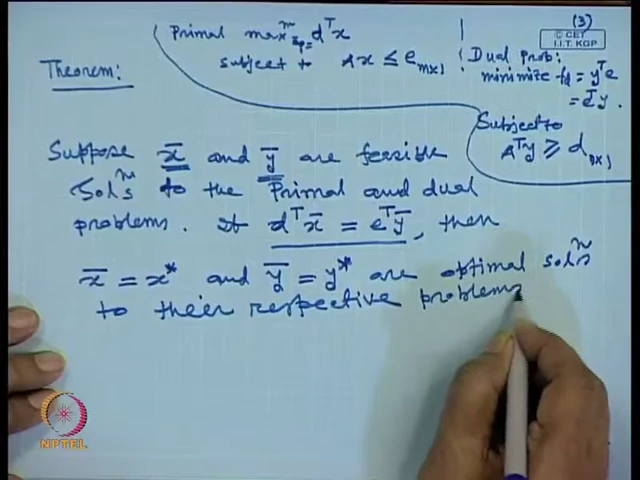 (3)
© CET
I.I.T. KGP
Primal max^m f_p = d^T x
subject to Ax ≤ e_{m×1}
Dual Prob:
minimize f_d = y^T e
= e^T y.
Subject to
A^T y ≥ d_{n×1}
Theorem:
Suppose x̄ and ȳ are feasible
Sol^n s to the Primal and dual
problems. If d^T x̄ = e^T ȳ, then
x̄ = x* and ȳ = y* are optimal sol^n s
to their respective problems
NPTEL